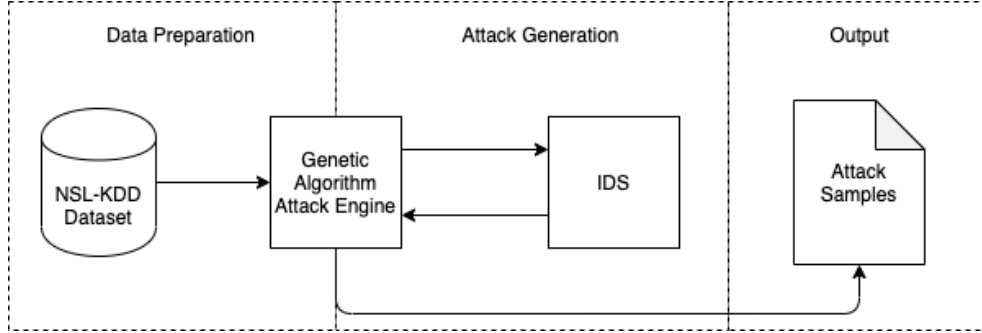 Data Preparation
Attack Generation
Output
NSL-KDD
Dataset
Genetic
Algorithm
Attack Engine
IDS
Attack
Samples